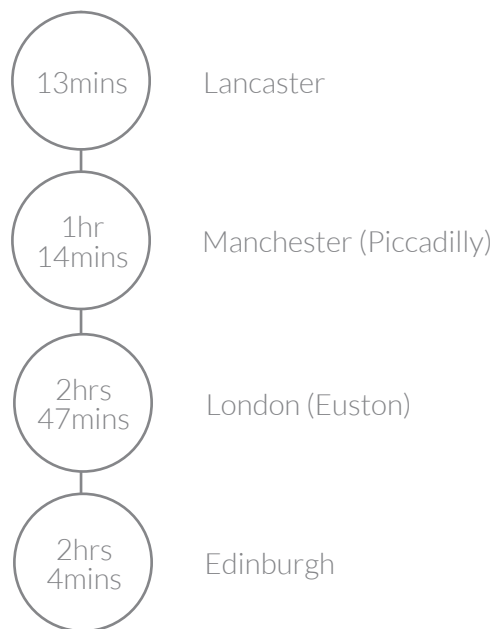 13mins
Lancaster
1hr
14mins
Manchester (Piccadilly)
2hrs
47mins
London (Euston)
2hrs
4mins
Edinburgh